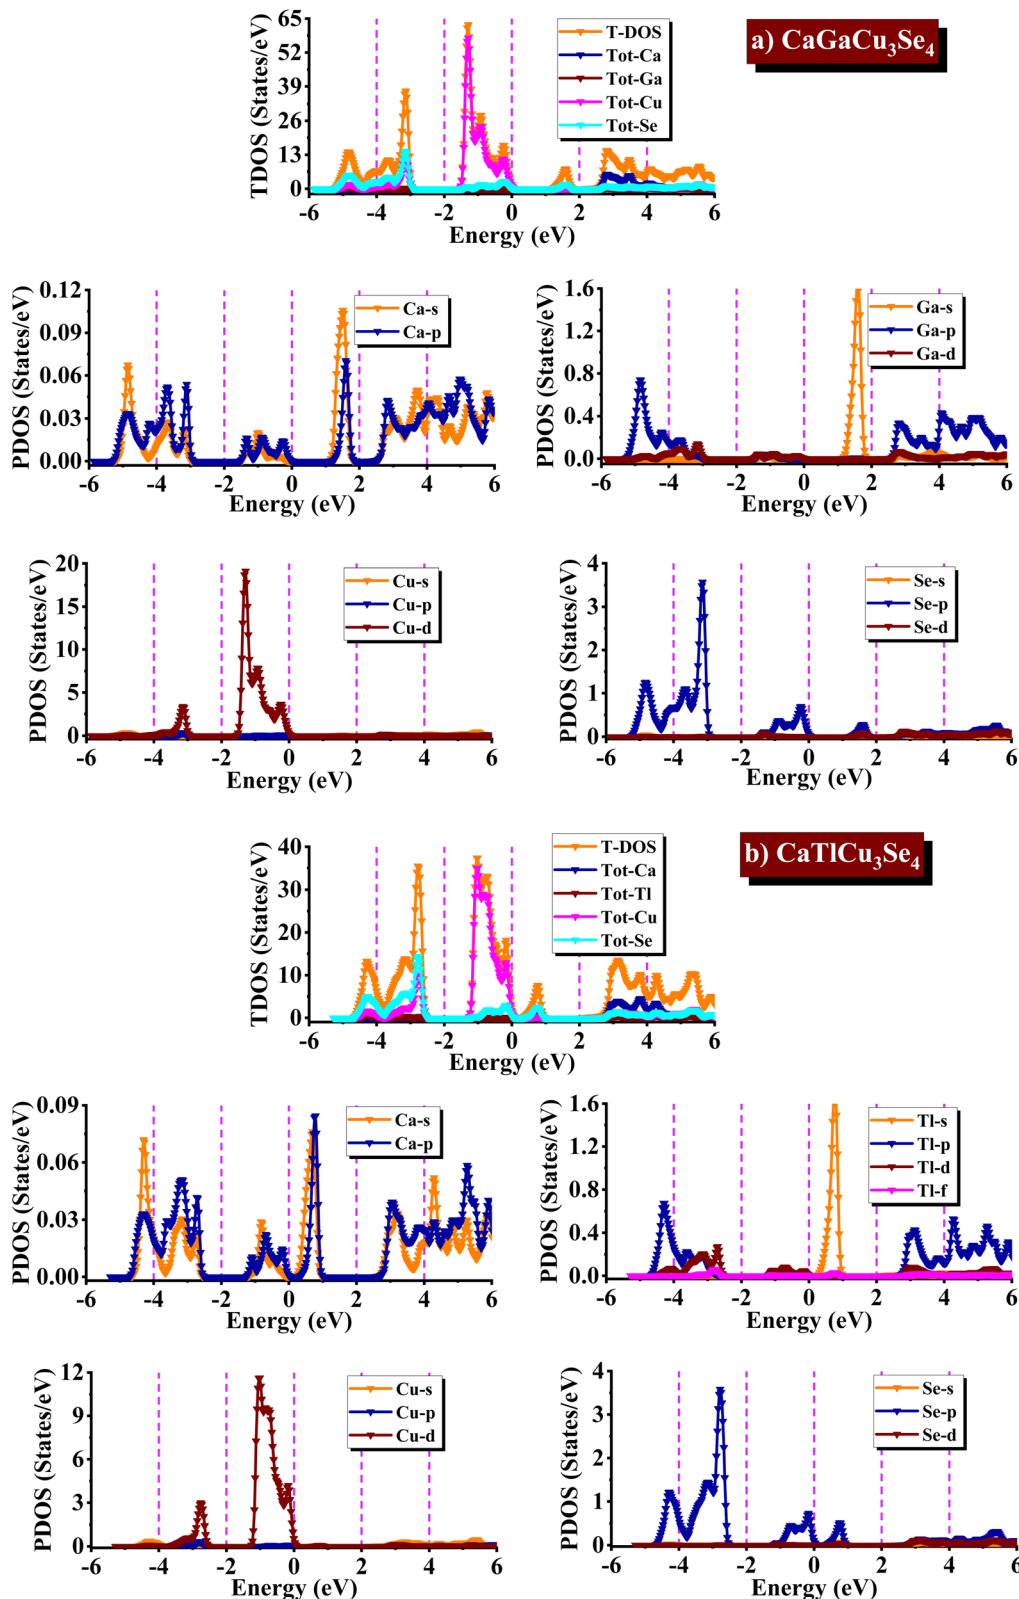 a) CaGaCu₃Se₄
TDOS (States/eV)
65
52
39
26
13
0
T-DOS
Tot-Ca
Tot-Ga
Tot-Cu
Tot-Se
-6 -4 -2 0 2 4 6
Energy (eV)
PDOS (States/eV)
0.12
0.09
0.06
0.03
0.00
Ca-s
Ca-p
-6 -4 -2 0 2 4 6
Energy (eV)
PDOS (States/eV)
1.6
1.2
0.8
0.4
0.0
Ga-s
Ga-p
Ga-d
-6 -4 -2 0 2 4 6
Energy (eV)
PDOS (States/eV)
20
15
10
5
0
Cu-s
Cu-p
Cu-d
-6 -4 -2 0 2 4 6
Energy (eV)
PDOS (States/eV)
4
3
2
1
0
Se-s
Se-p
Se-d
-6 -4 -2 0 2 4 6
Energy (eV)
b) CaTlCu₃Se₄
TDOS (States/eV)
40
30
20
10
0
T-DOS
Tot-Ca
Tot-Tl
Tot-Cu
Tot-Se
-6 -4 -2 0 2 4 6
Energy (eV)
PDOS (States/eV)
0.09
0.06
0.03
0.00
Ca-s
Ca-p
-6 -4 -2 0 2 4 6
Energy (eV)
PDOS (States/eV)
1.6
1.2
0.8
0.4
0.0
Tl-s
Tl-p
Tl-d
Tl-f
-6 -4 -2 0 2 4 6
Energy (eV)
PDOS (States/eV)
12
9
6
3
0
Cu-s
Cu-p
Cu-d
-6 -4 -2 0 2 4 6
Energy (eV)
PDOS (States/eV)
4
3
2
1
0
Se-s
Se-p
Se-d
-6 -4 -2 0 2 4 6
Energy (eV)